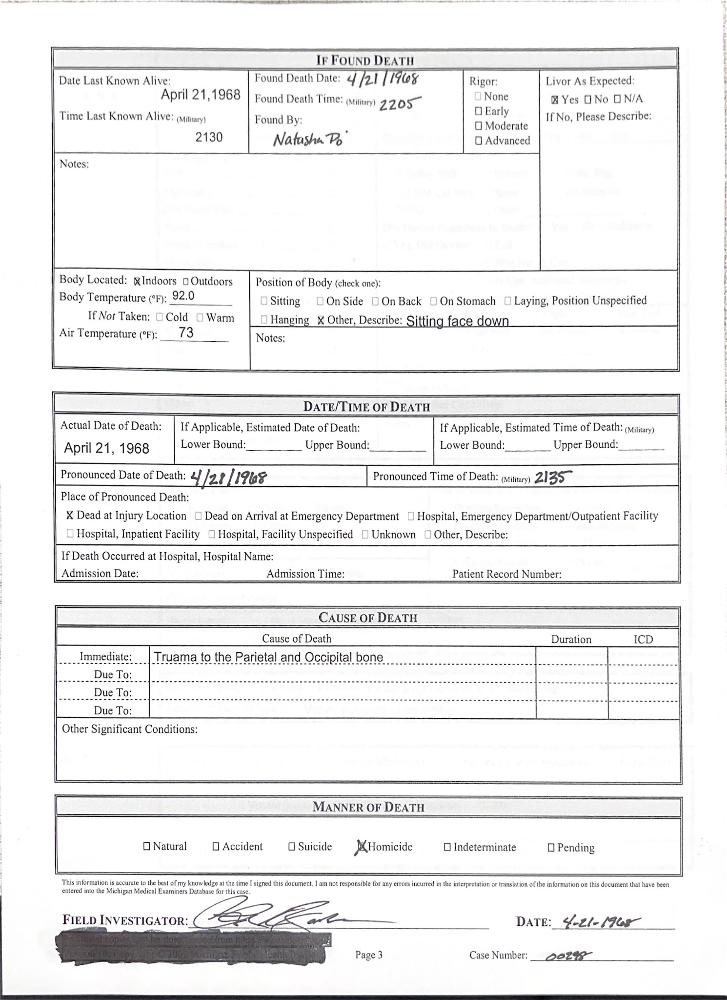 IF FOUND DEATH
Date Last Known Alive:
April 21,1968
Time Last Known Alive: (Military)
2130
Found Death Date: 4/21/1968
Found Death Time: (Military) 2205
Found By:
Natasha Po
Rigor:
☐ None
☐ Early
☐ Moderate
☐ Advanced
Livor As Expected:
☒ Yes ☐ No ☐ N/A
If No, Please Describe:
Notes:
Body Located: ☒ Indoors ☐ Outdoors
Body Temperature (°F): 92.0
If Not Taken: ☐ Cold ☐ Warm
Air Temperature (°F): 73
Position of Body (check one):
☐ Sitting ☐ On Side ☐ On Back ☐ On Stomach ☐ Laying, Position Unspecified
☐ Hanging ☒ Other, Describe: Sitting face down
Notes:
DATE/TIME OF DEATH
Actual Date of Death:
April 21, 1968
If Applicable, Estimated Date of Death:
Lower Bound: Upper Bound:
If Applicable, Estimated Time of Death: (Military)
Lower Bound: Upper Bound:
Pronounced Date of Death: 4/21/1968
Pronounced Time of Death: (Military) 2135
Place of Pronounced Death:
☒ Dead at Injury Location ☐ Dead on Arrival at Emergency Department ☐ Hospital, Emergency Department/Outpatient Facility
☐ Hospital, Inpatient Facility ☐ Hospital, Facility Unspecified ☐ Unknown ☐ Other, Describe:
If Death Occurred at Hospital, Hospital Name:
Admission Date: Admission Time: Patient Record Number:
CAUSE OF DEATH
Cause of Death Duration ICD
Immediate: Truama to the Parietal and Occipital bone
Due To:
Due To:
Due To:
Other Significant Conditions:
MANNER OF DEATH
☐ Natural ☐ Accident ☐ Suicide ☒ Homicide ☐ Indeterminate ☐ Pending
This information is accurate to the best of my knowledge at the time I signed this document. I am not responsible for any errors incurred in the interpretation or translation of the information on this document that have been
entered into the Michigan Medical Examiners Database for this case.
FIELD INVESTIGATOR:
DATE: 4-21-1968
Page 3
Case Number: 00298